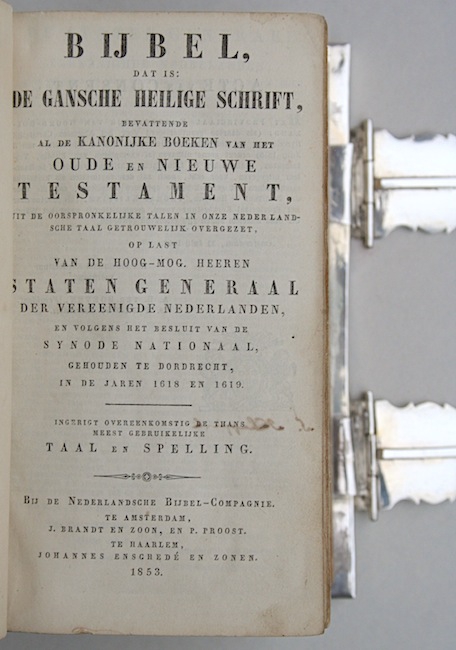 BIJBEL,
DAT IS:
DE GANSCHE HEILIGE SCHRIFT,
BEVATTENDE
AL DE KANONIJKE BOEKEN VAN HET
OUDE EN NIEUWE
TESTAMENT,
UIT DE OORSPRONKELIJKE TALEN IN ONZE NEDERLAND-
SCHE TAAL GETROUWELIJK OVERGEZET,
OP LAST
VAN DE HOOG-MOG. HEEREN
STATEN GENERAAL
DER VEREENIGDE NEDERLANDEN,
EN VOLGENS HET BESLUIT VAN DE
SYNODE NATIONAAL,
GEHOUDEN TE DORDRECHT,
IN DE JAREN 1618 EN 1619.
INGERIGT OVEREENKOMSTIG DE THANS
MEEST GEBRUIKELIJKE
TAAL EN SPELLING.
BIJ DE NEDERLANDSCHE BIJBEL-COMPAGNIE.
TE AMSTERDAM,
J. BRANDT EN ZOON, EN P. PROOST.
TE HAARLEM,
JOHANNES ENSCHEDÉ EN ZONEN.
1853.